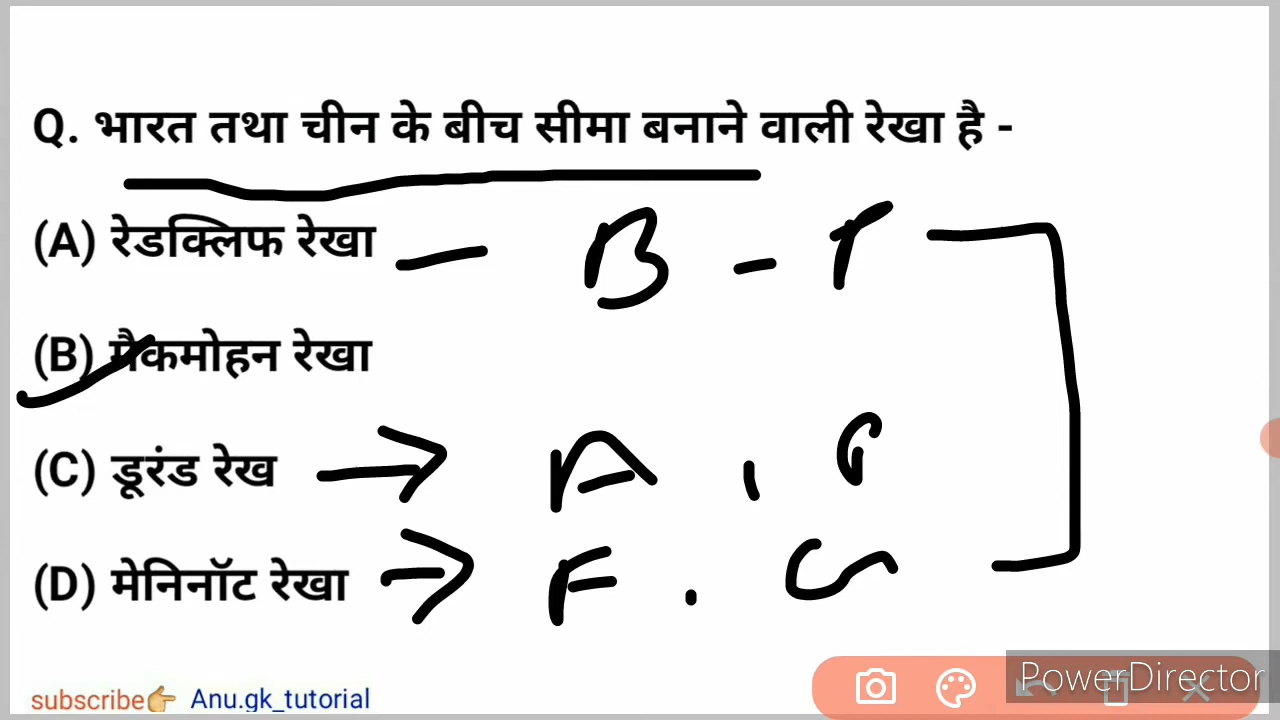 Q. भारत तथा चीन के बीच सीमा बनाने वाली रेखा है -
(A) रेडक्लिफ रेखा - B - P
(B) मैकमोहन रेखा
(C) डूरंड रेख → A , P
(D) मेनिनॉट रेखा → F . G
subscribe👉 Anu.gk_tutorial
PowerDirector